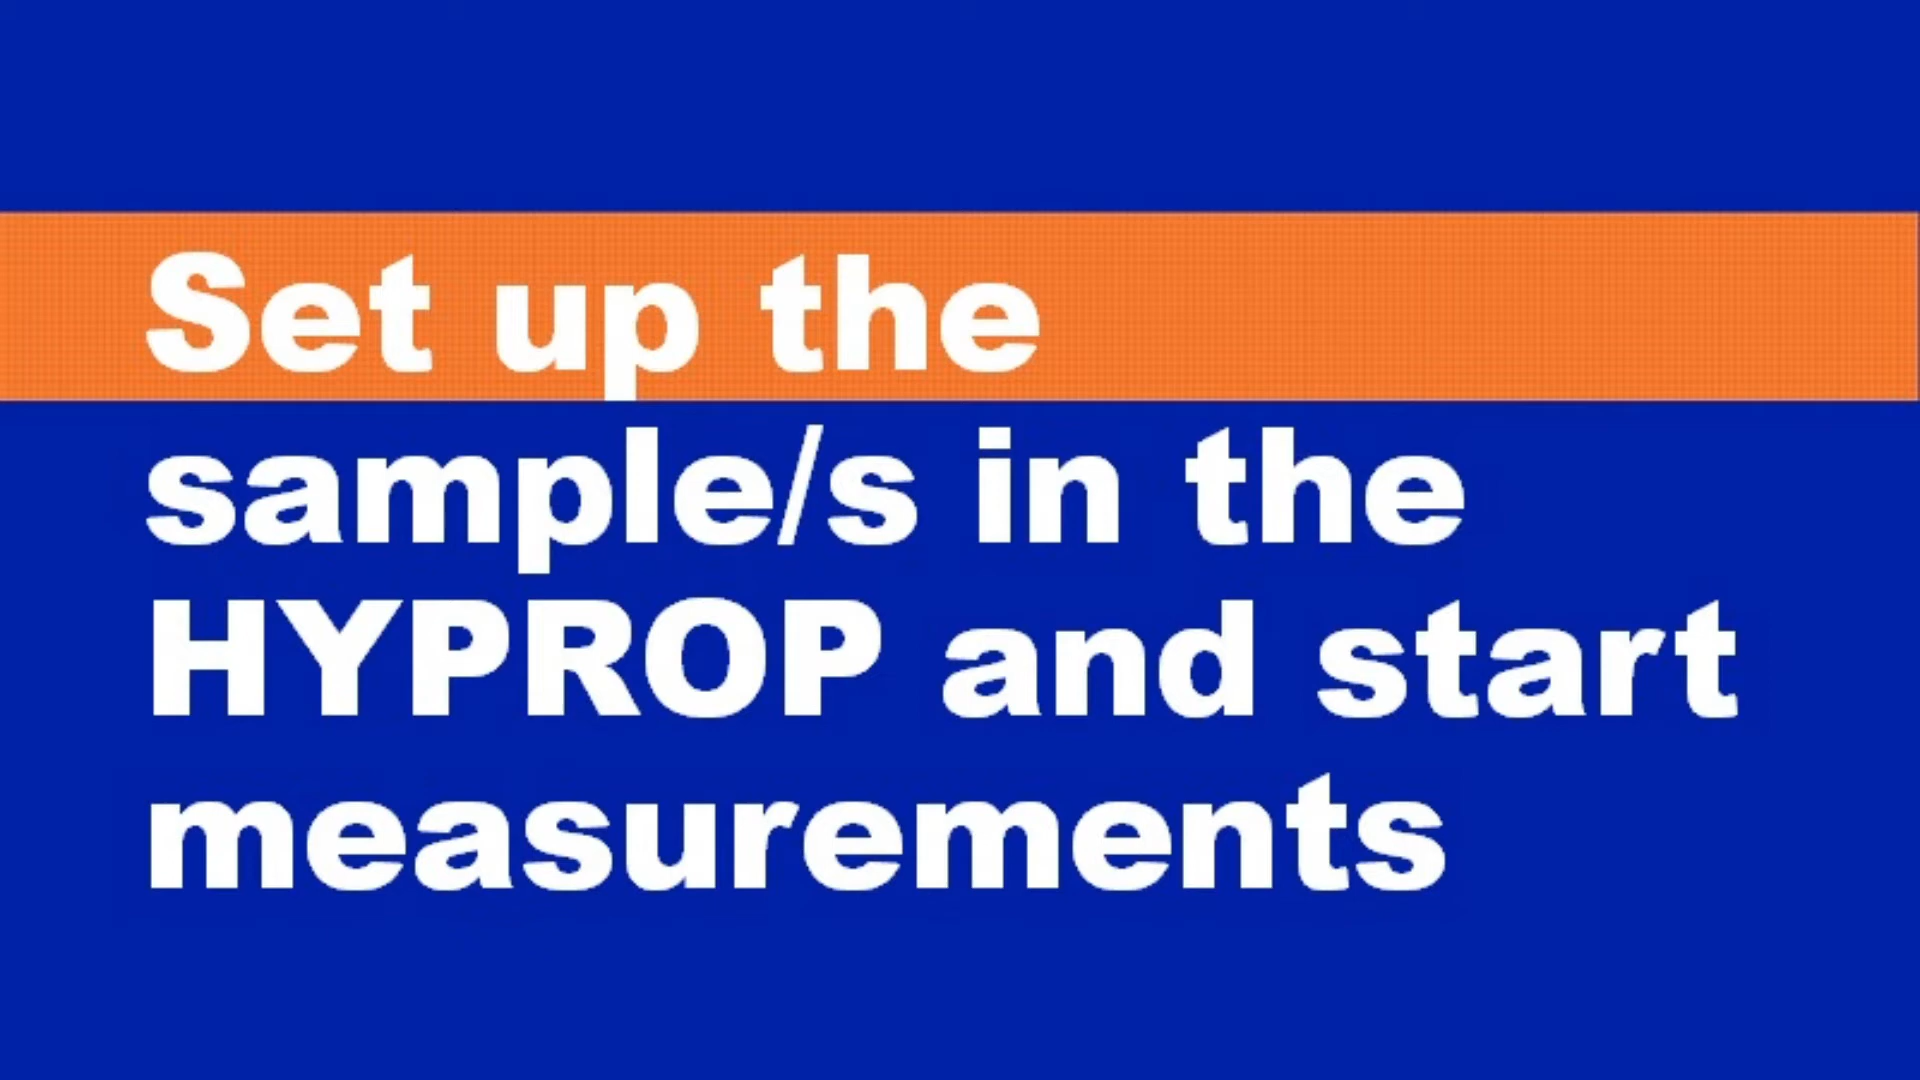 Set up the
sample/s in the
HYPROP and start
measurements